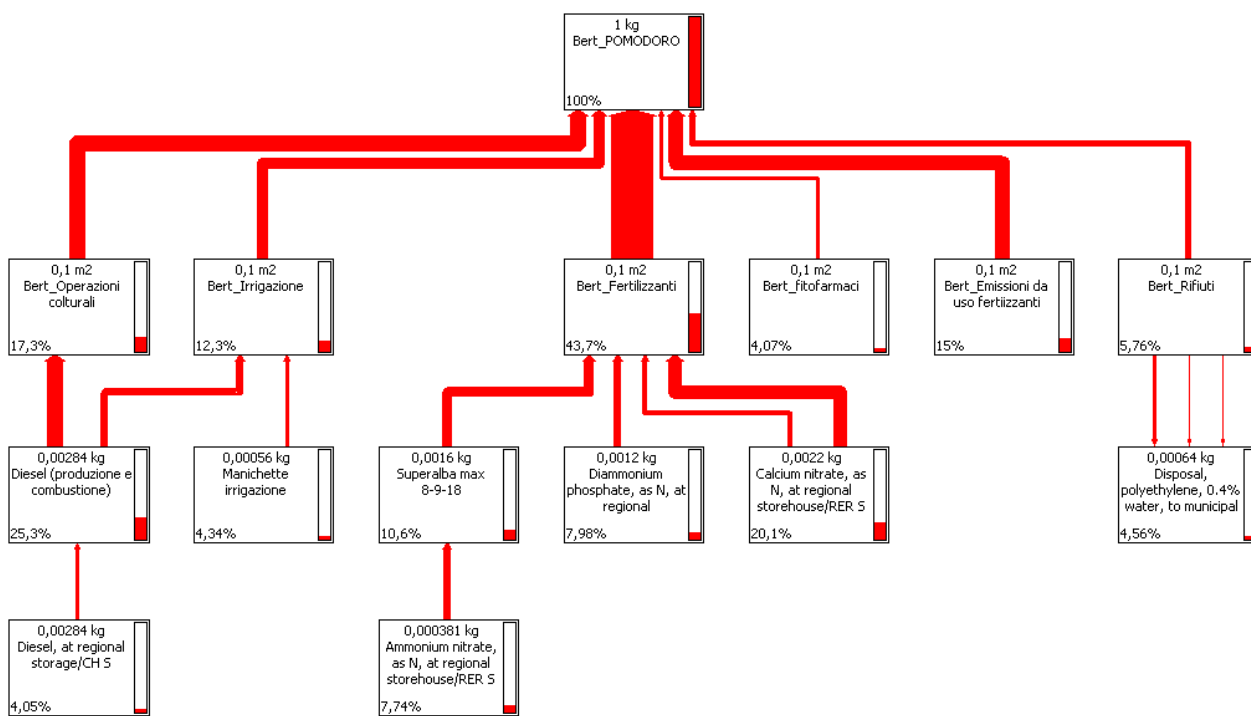 1 kg
Bert_POMODORO
100%
0,1 m2
Bert_Operazioni
colturali
17,3%
0,1 m2
Bert_Irrigazione
12,3%
0,1 m2
Bert_Fertilizzanti
43,7%
0,1 m2
Bert_fitofarmaci
4,07%
0,1 m2
Bert_Emissioni da
uso fertiizzanti
15%
0,1 m2
Bert_Rifiuti
5,76%
0,00284 kg
Diesel (produzione e
combustione)
25,3%
0,00056 kg
Manichette
irrigazione
4,34%
0,0016 kg
Superalba max
8-9-18
10,6%
0,0012 kg
Diammonium
phosphate, as N, at
regional
7,98%
0,0022 kg
Calcium nitrate, as
N, at regional
storehouse/RER S
20,1%
0,00064 kg
Disposal,
polyethylene, 0.4%
water, to municipal
4,56%
0,00284 kg
Diesel, at regional
storage/CH S
4,05%
0,000381 kg
Ammonium nitrate,
as N, at regional
storehouse/RER S
7,74%